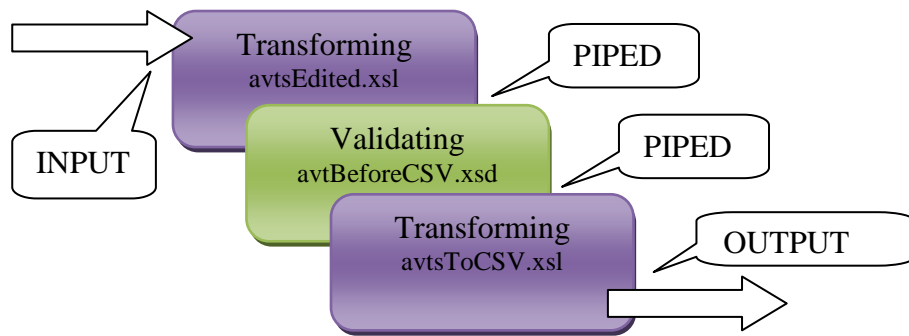 Transforming
avtsEdited.xsl
PIPED
INPUT
Validating
avtBeforeCSV.xsd
PIPED
Transforming
avtsToCSV.xsl
OUTPUT